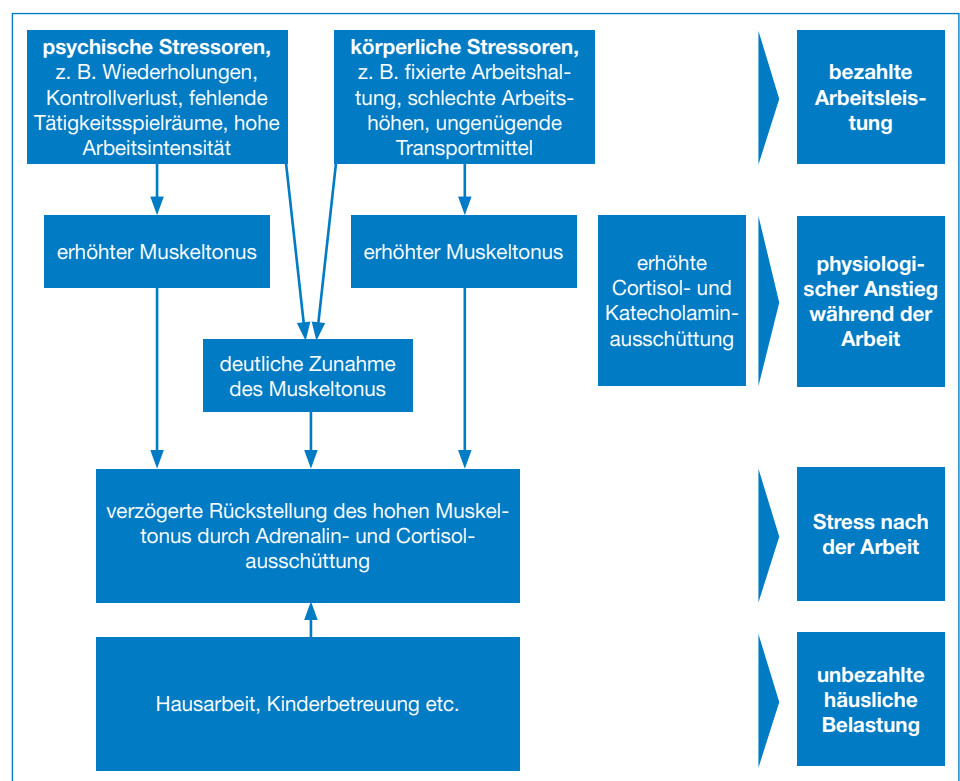 psychische Stressoren,
z. B. Wiederholungen,
Kontrollverlust, fehlende
Tätigkeitsspielräume, hohe
Arbeitsintensität
körperliche Stressoren,
z. B. fixierte Arbeitshal-
tung, schlechte Arbeits-
höhen, ungenügende
Transportmittel
bezahlte
Arbeitsleis-
tung
erhöhter Muskeltonus
erhöhter Muskeltonus
erhöhte
Cortisol- und
Katecholamin-
ausschüttung
physiologi-
scher Anstieg
während der
Arbeit
deutliche Zunahme
des Muskeltonus
verzögerte Rückstellung des hohen Muskel-
tonus durch Adrenalin- und Cortisol-
ausschüttung
Stress nach
der Arbeit
Hausarbeit, Kinderbetreuung etc.
unbezahlte
häusliche
Belastung